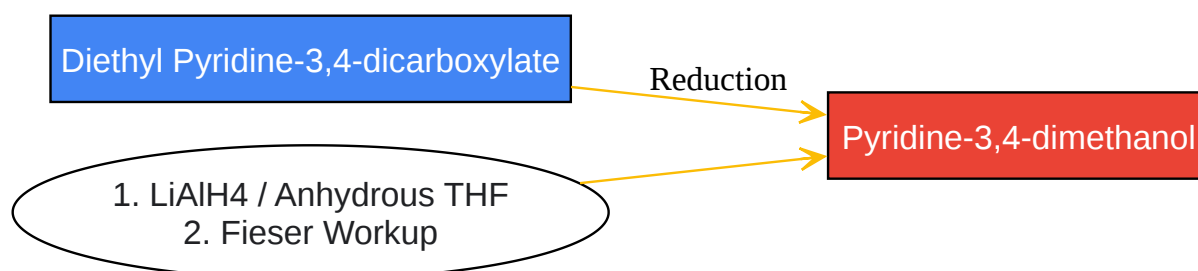 Diethyl Pyridine-3,4-dicarboxylate
Reduction
Pyridine-3,4-dimethanol
1. LiAlH4 / Anhydrous THF
2. Fieser Workup